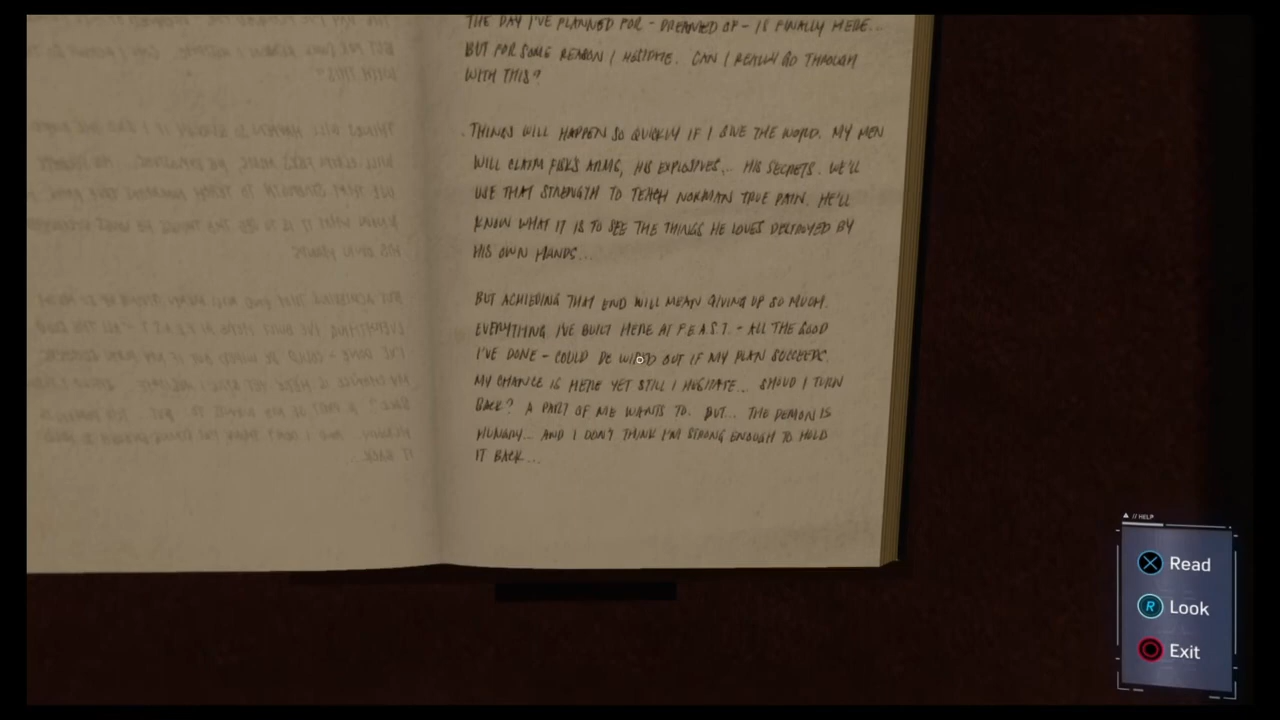 THE DAY I'VE PLANNED FOR - DREAMED OF - IS FINALLY HERE...
BUT FOR SOME REASON I HESITATE. CAN I REALLY GO THROUGH
WITH THIS?
THINGS WILL HAPPEN SO QUICKLY IF I GIVE THE WORD. MY MEN
WILL CLAIM FISK'S ARMS, HIS EXPLOSIVES... HIS SECRETS. WE'LL
USE THAT STRENGTH TO TEACH NORMAN TRUE PAIN. HE'LL
KNOW WHAT IT IS TO SEE THE THINGS HE LOVES DESTROYED BY
HIS OWN HANDS...
BUT ACHIEVING THAT END WILL MEAN GIVING UP SO MUCH.
EVERYTHING I'VE BUILT HERE AT F.E.A.S.T. - ALL THE GOOD
I'VE DONE - COULD BE WIPED OUT IF MY PLAN SUCCEEDS.
MY CHANCE IS HERE YET STILL I HESITATE... SHOULD I TURN
BACK? A PART OF ME WANTS TO. BUT... THE DEMON IS
HUNGRY... AND I DON'T THINK I'M STRONG ENOUGH TO HOLD
IT BACK...
// HELP
Read
R Look
Exit